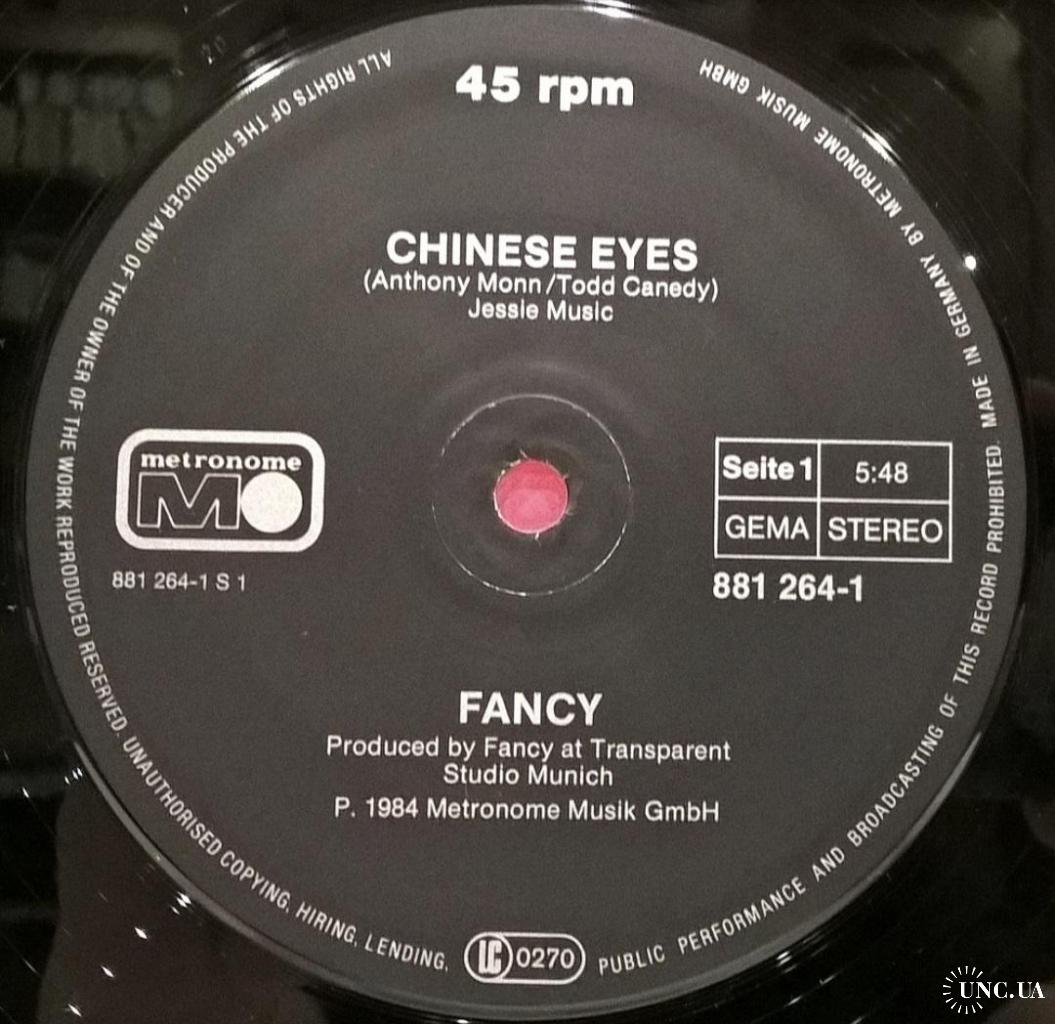 45 rpm
CHINESE EYES
(Anthony Monn/Todd Canedy)
Jessie Music
metronome
MO
881 264-1 S 1
Seite 1 5:48
GEMA STEREO
881 264-1
FANCY
Produced by Fancy at Transparent
Studio Munich
P. 1984 Metronome Musik GmbH
ALL RIGHTS OF THE PRODUCER AND OF THE OWNER OF THE WORK REPRODUCED RESERVED. UNAUTHORISED COPYING, HIRING, LENDING, LC 0270 PUBLIC PERFORMANCE AND BROADCASTING OF THIS RECORD PROHIBITED. MADE IN GERMANY BY METRONOME MUSIK GMBH
UNC.UA